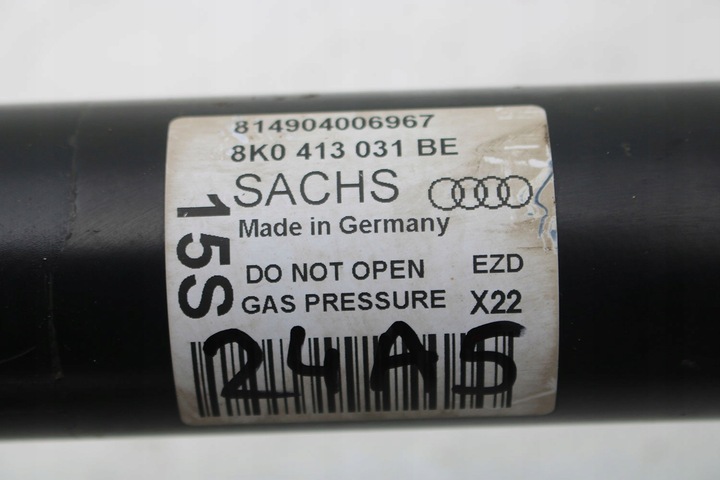 814904006967
8K0 413 031 BE
SACHS
Made in Germany
15S
DO NOT OPEN EZD
GAS PRESSURE X22
24A5